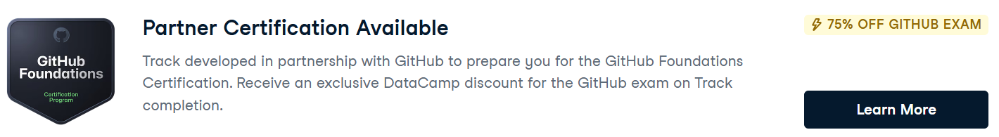 GitHub
Foundations
Certification
Program
Partner Certification Available
Track developed in partnership with GitHub to prepare you for the GitHub Foundations
Certification. Receive an exclusive DataCamp discount for the GitHub exam on Track
completion.
75% OFF GITHUB EXAM
Learn More